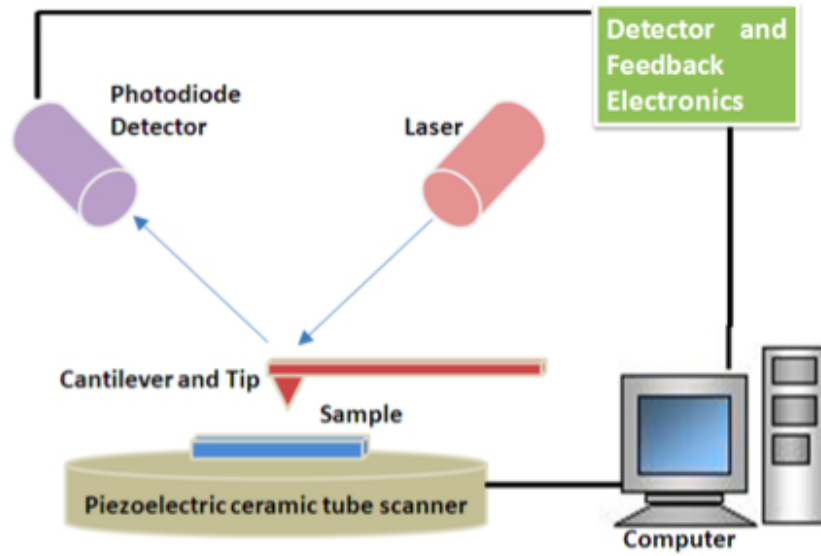 Detector and
Feedback
Electronics
Photodiode
Detector
Laser
Cantilever and Tip
Sample
Piezoelectric ceramic tube scanner
Computer